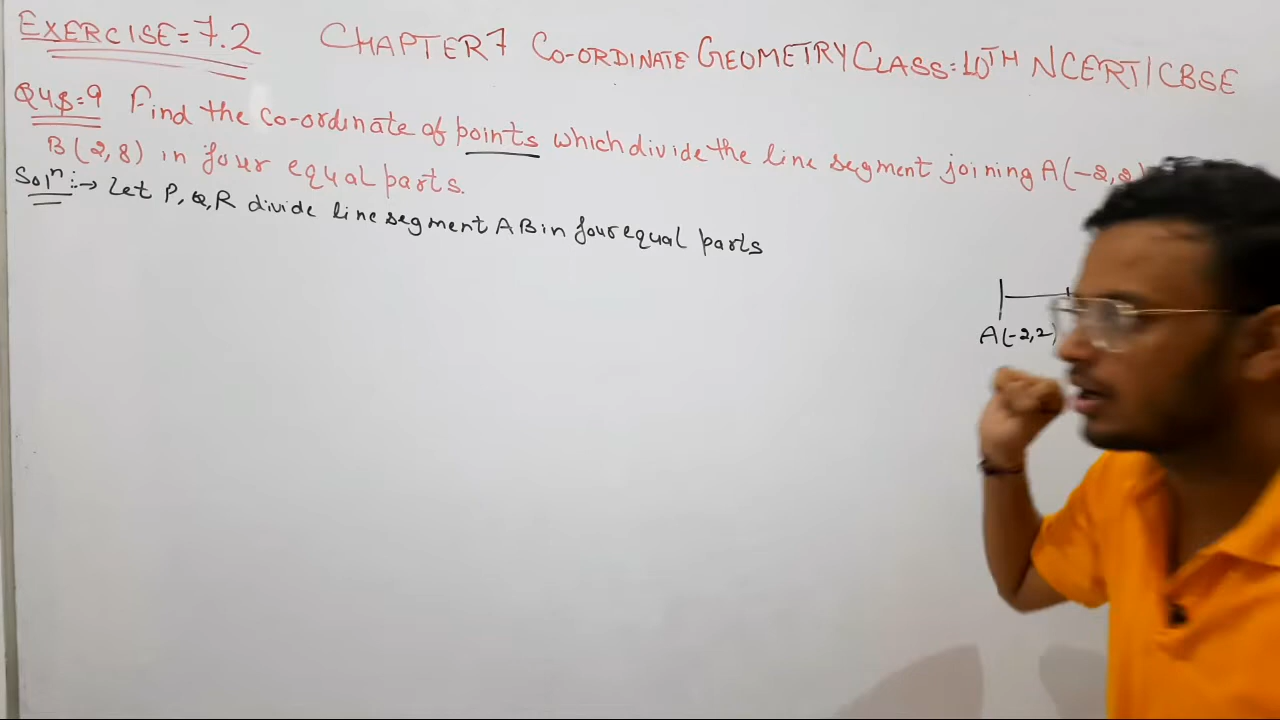 EXERCISE=7.2 CHAPTER 7 CO-ORDINATE GEOMETRY CLASS:10TH NCERT/CBSE
QUS:9 Find the co-ordinate of points which divide the line segment joining A(-2,2)
B(2,8) in four equal parts.
Solⁿ:→ Let P, Q, R divide line segment AB in four equal parts
A(-2,2)